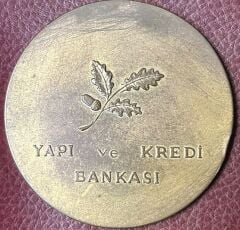 YAPI ve KREDİ
BANKASI